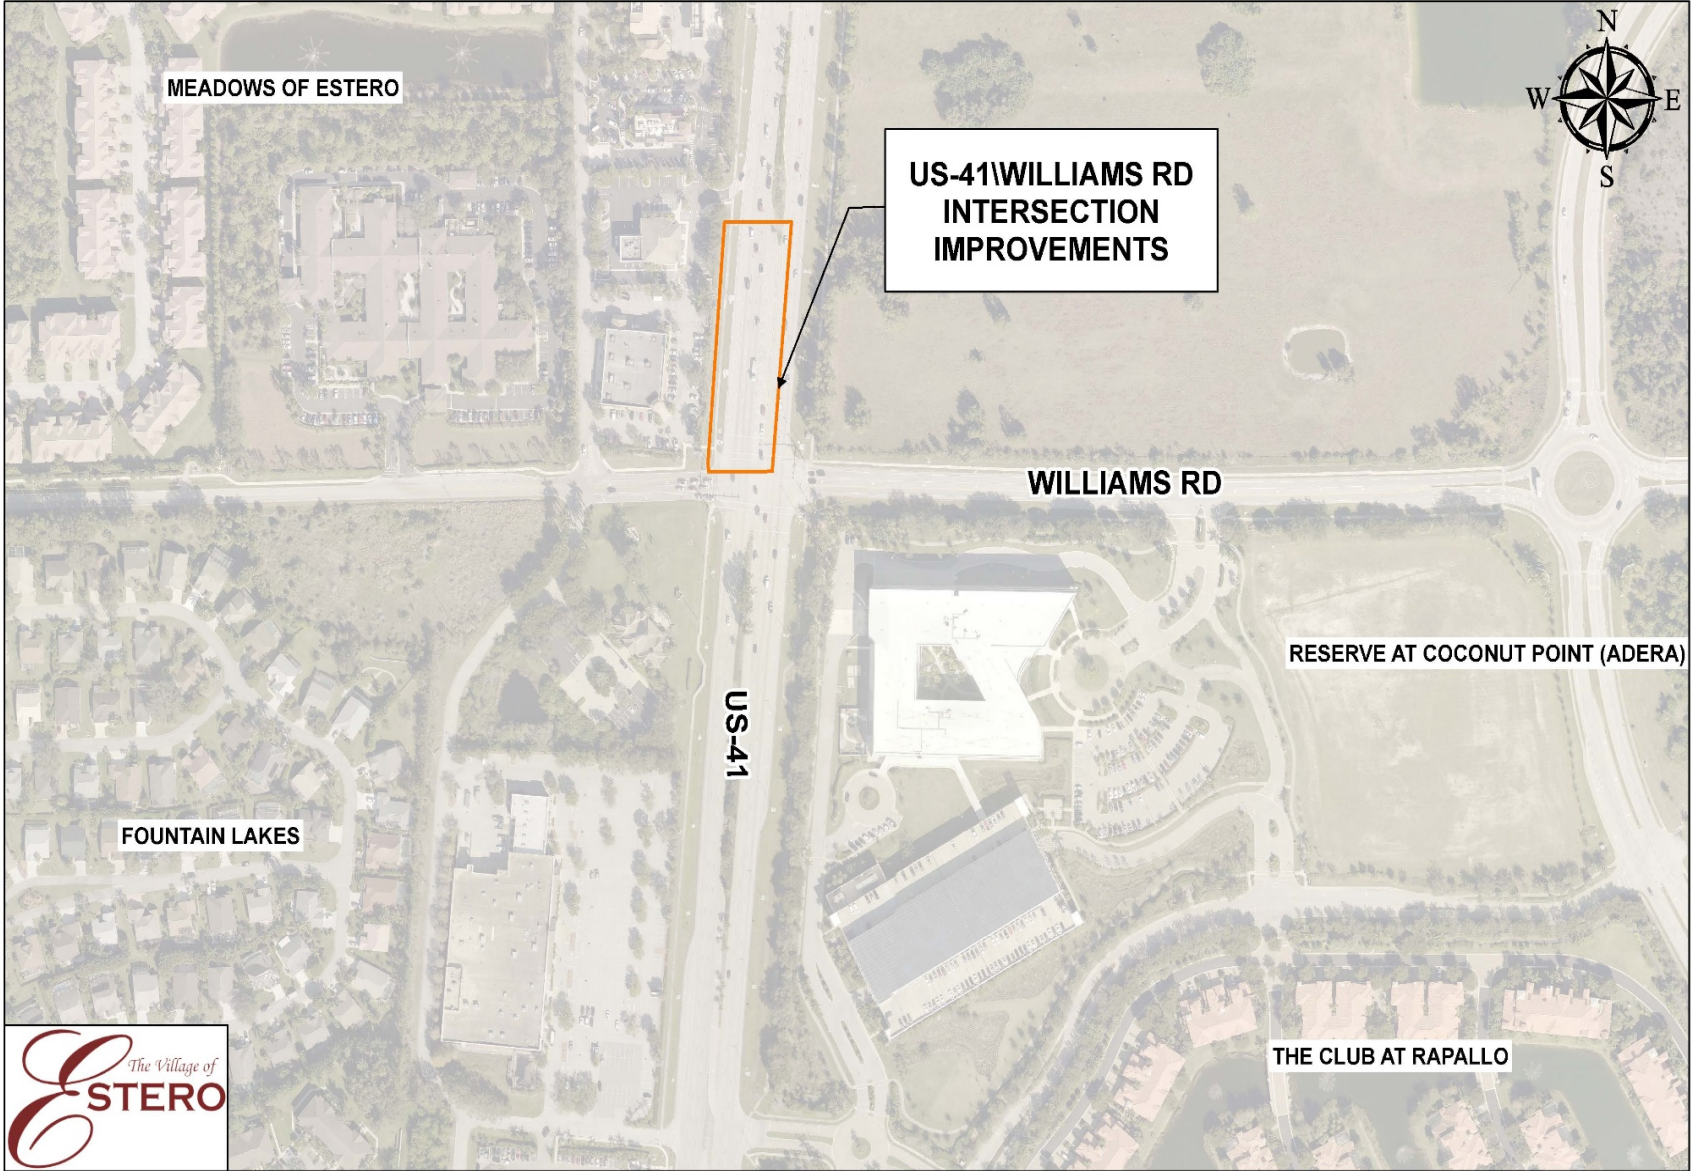 N
W
E
S
MEADOWS OF ESTERO
US-41\WILLIAMS RD
INTERSECTION
IMPROVEMENTS
WILLIAMS RD
RESERVE AT COCONUT POINT (ADERA)
US-41
FOUNTAIN LAKES
THE CLUB AT RAPALLO
The Village of
ESTERO